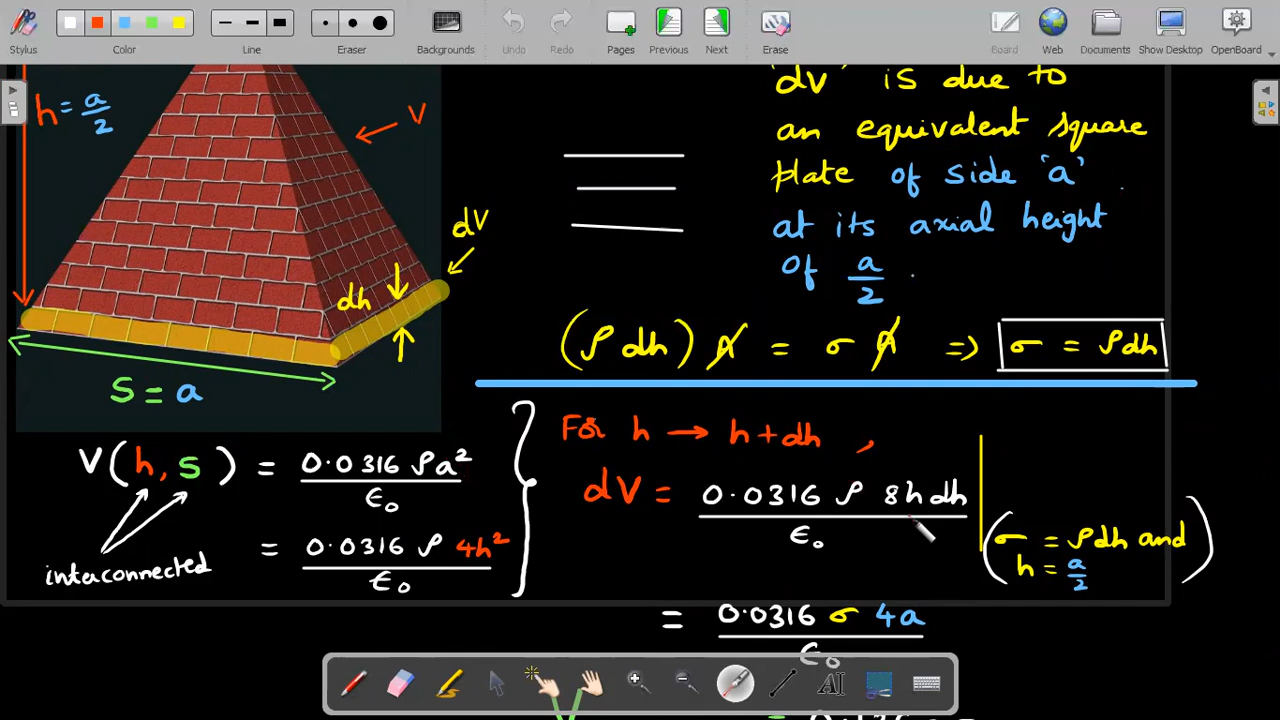 Stylus
Color
Line
Eraser
Backgrounds
Undo
Redo
Pages
Previous
Next
Erase
Board
Web
Documents
Show Desktop
OpenBoard
h = a/2
V
dV
dh
S = a
'dV' is due to
an equivalent square
plate of side 'a'
at its axial height
of a/2 .
(ρ dh) A = σ A => σ = ρdh
V(h, s) = 0.0316 ρa²/ϵ₀
= 0.0316 ρ 4h²/ϵ₀
interconnected
For h → h+dh ,
dV = 0.0316 ρ 8h dh/ϵ₀
(σ = ρdh and
h = a/2)
= 0.0316 σ 4a/ϵ₀